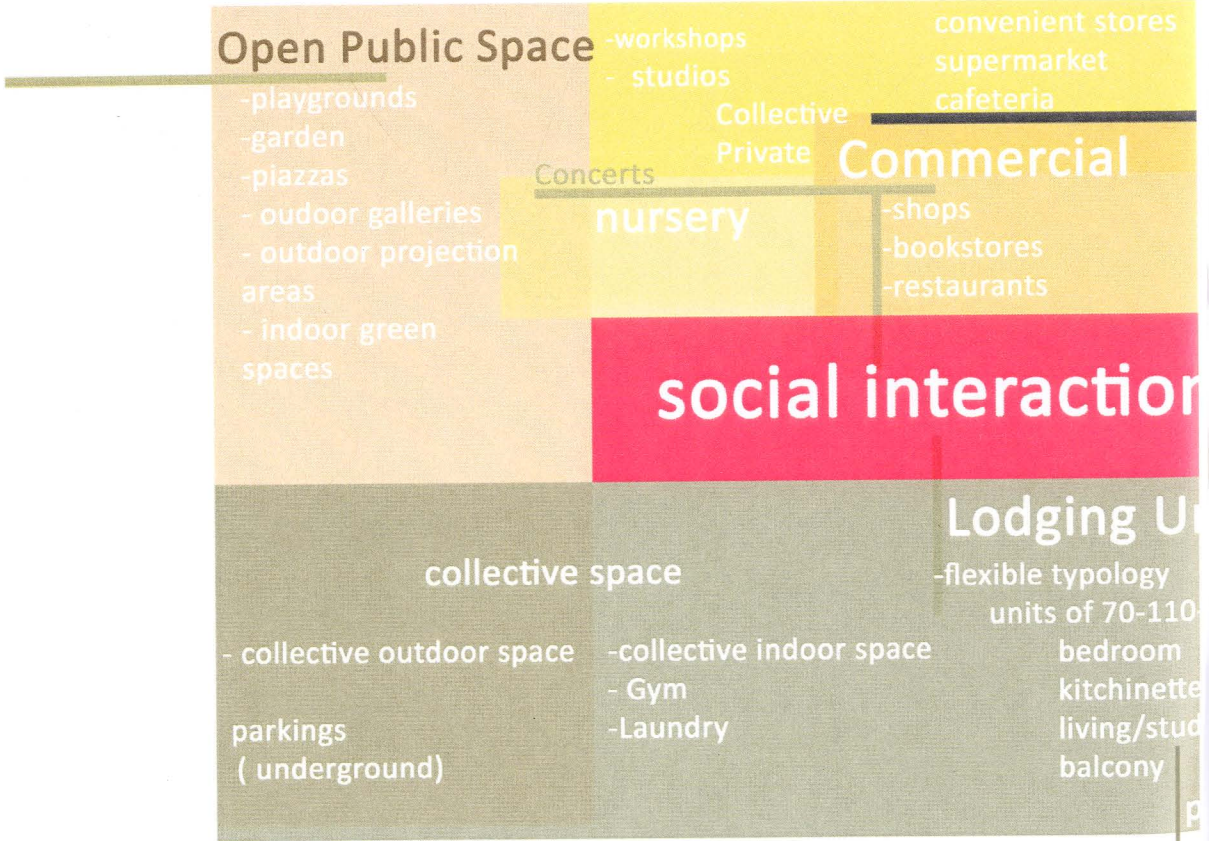 Open Public Space
-playgrounds
-garden
-piazzas
- oudoor galleries
- outdoor projection
areas
- indoor green
spaces
-workshops
- studios
Collective
Private
convenient stores
supermarket
cafeteria
Concerts
nursery
Commercial
-shops
-bookstores
-restaurants
social interaction
collective space
- collective outdoor space
parkings
( underground)
-collective indoor space
- Gym
-Laundry
Lodging
-flexible typology
units of 70-110-
bedroom
kitchinette
living/stud
balcony